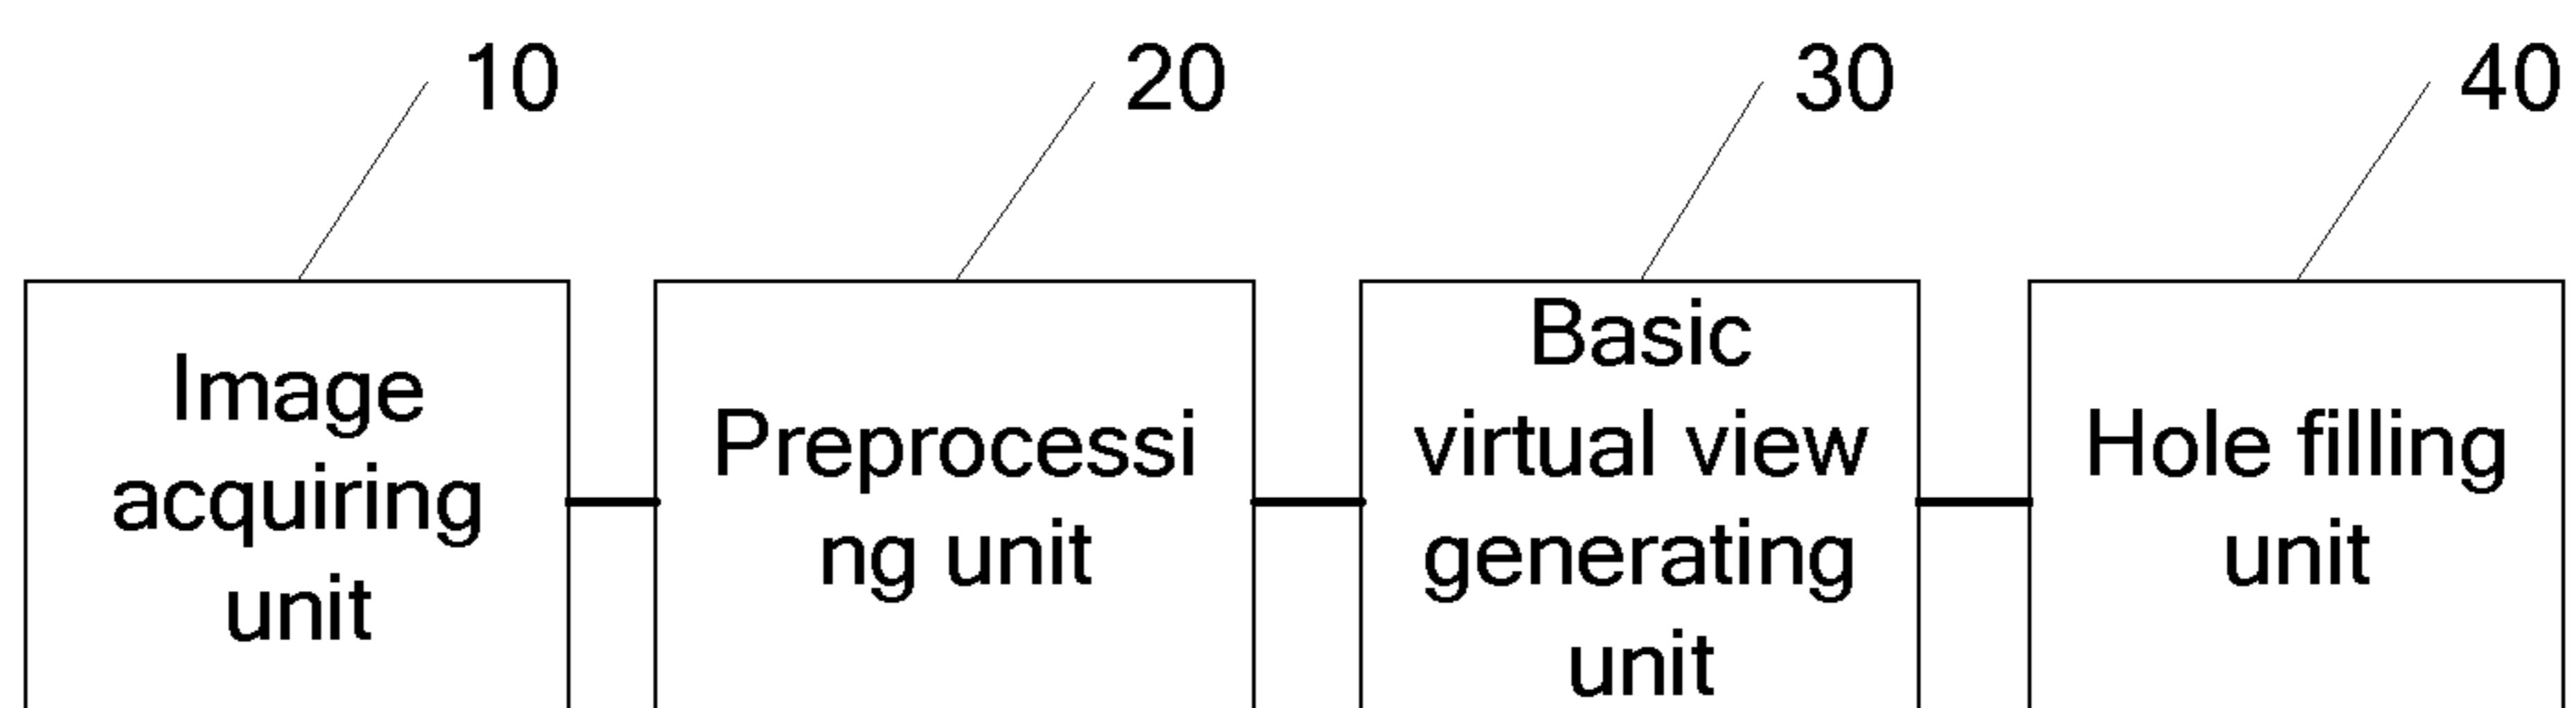 10
20
30
40
Image
acquiring
unit
Preprocessi
ng unit
Basic
virtual view
generating
unit
Hole filling
unit